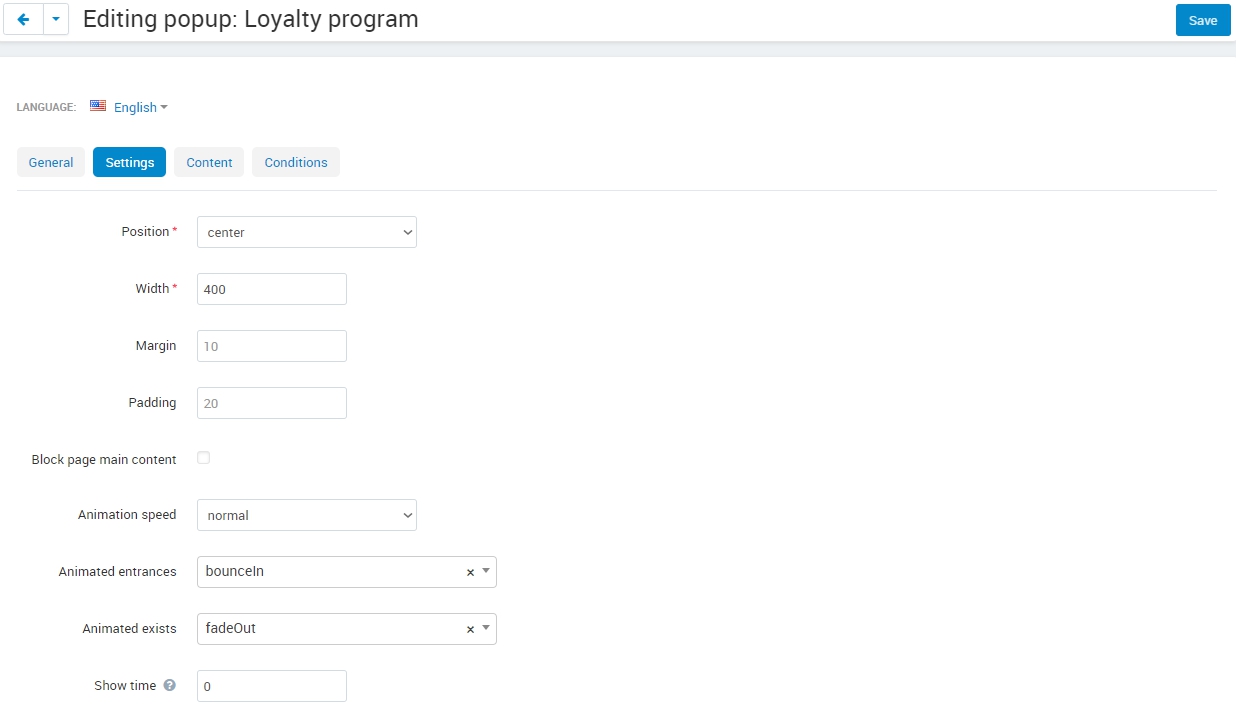 Editing popup: Loyalty program
Save
LANGUAGE: English
General Settings Content Conditions
Position * center
Width * 400
Margin 10
Padding 20
Block page main content
Animation speed normal
Animated entrances bounceIn ×
Animated exists fadeOut ×
Show time ? 0